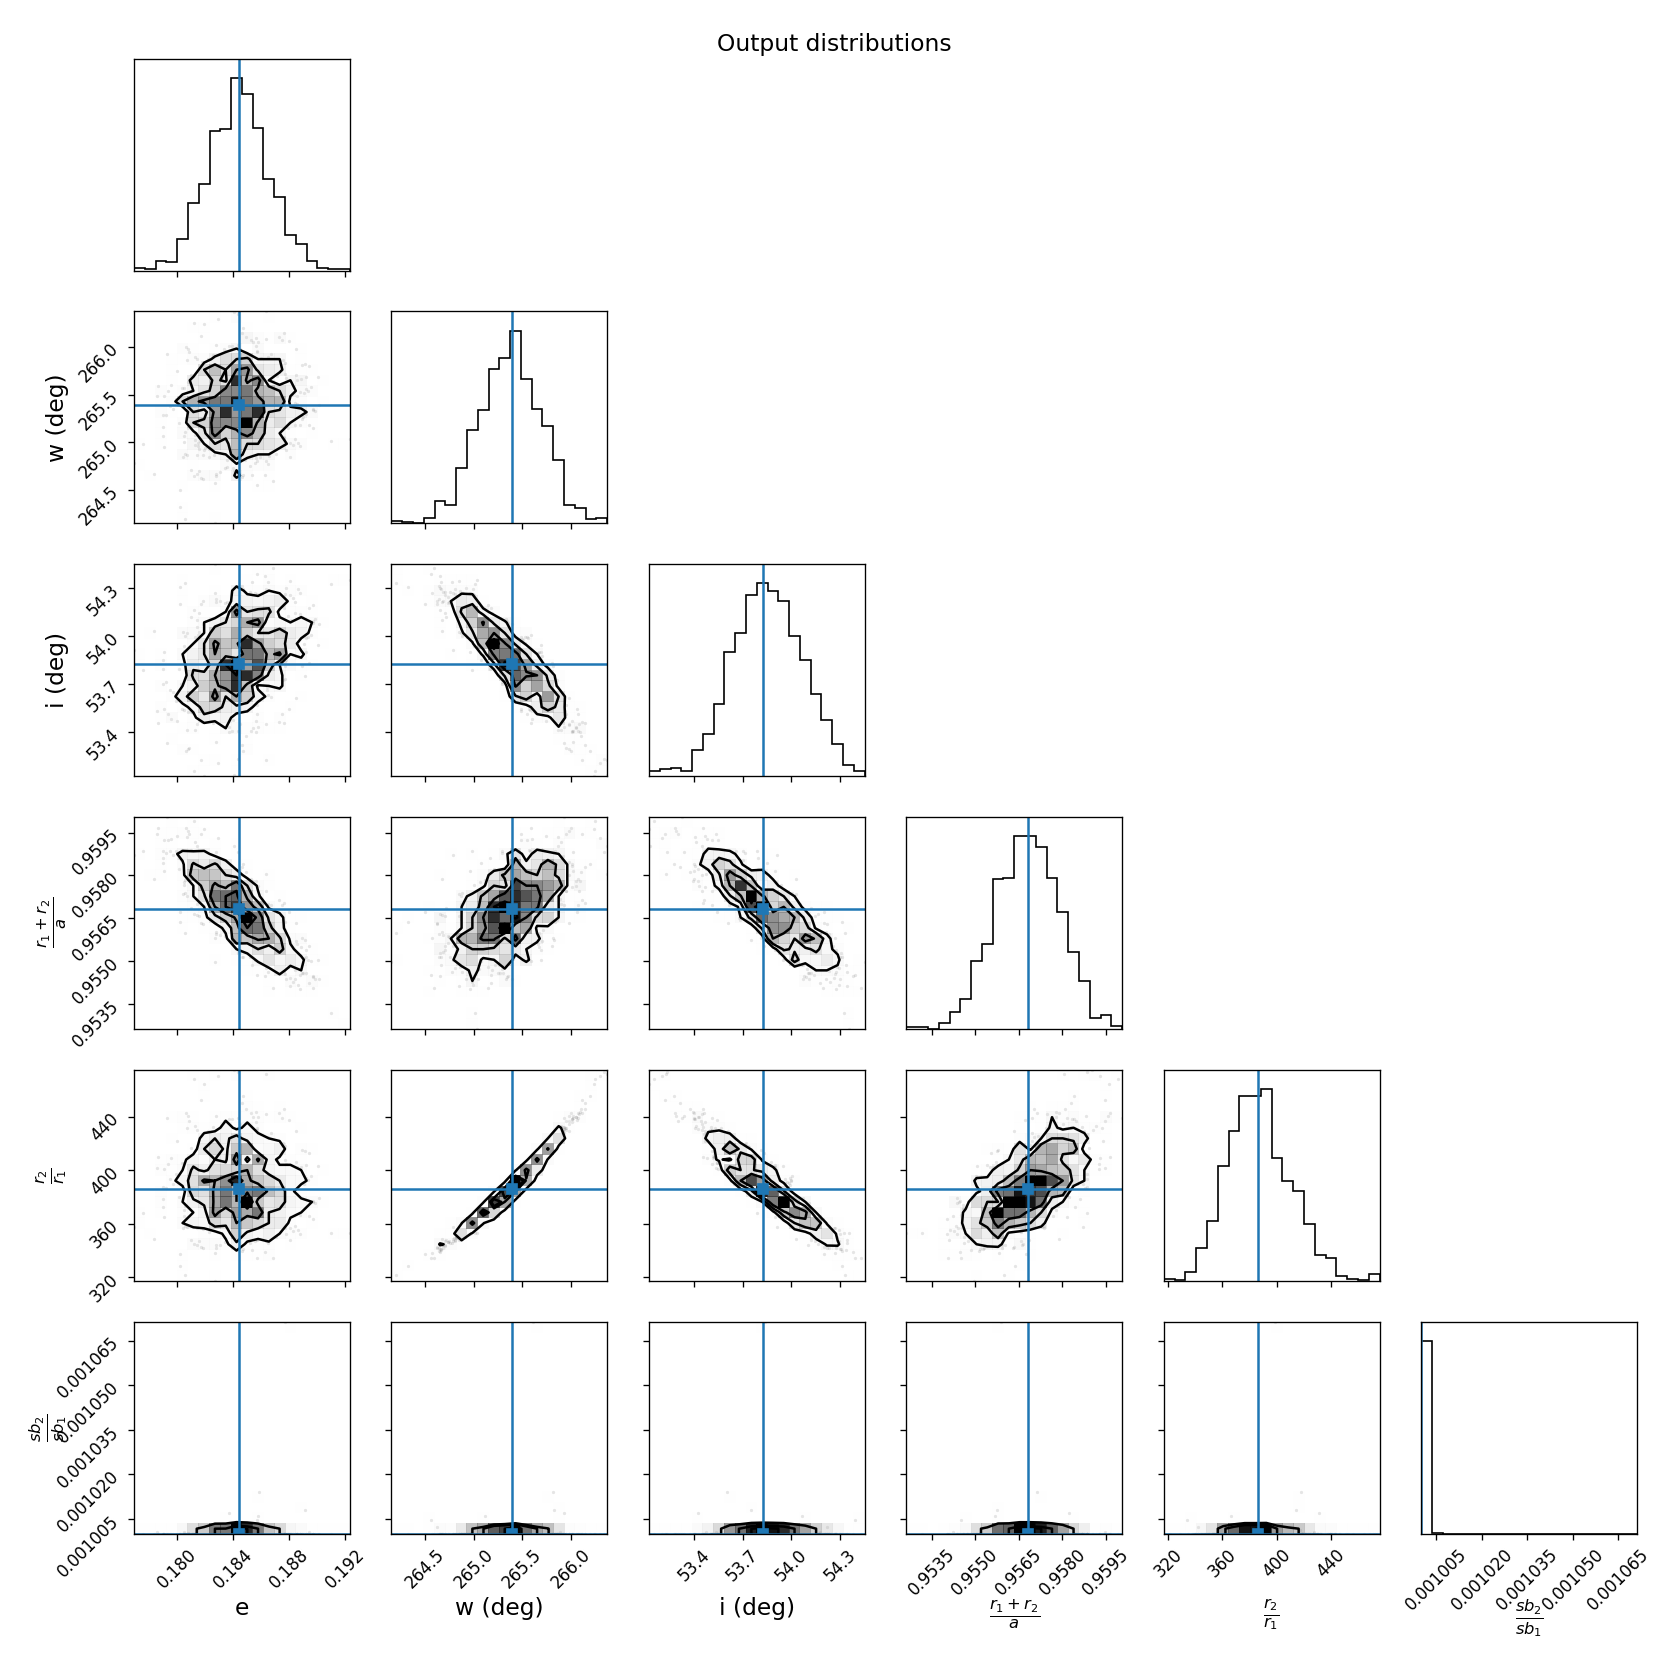 Output distributions
w (deg)
266.0
265.5
265.0
264.5
i (deg)
54.3
54.0
53.7
53.4
r₁ + r₂
a
0.9595
0.9580
0.9565
0.9550
0.9535
r₂
r₁
440
400
360
320
sb₂
sb₁
0.001065
0.001050
0.001035
0.001020
0.001005
0.180 0.184 0.188 0.192 264.5 265.0 265.5 266.0 53.4 53.7 54.0 54.3 0.9535 0.9550 0.9565 0.9580 0.9595 320 360 400 440 0.001005 0.001020 0.001035 0.001050 0.001065
e w (deg) i (deg) r₁ + r₂ r₂ sb₂
a r₁ sb₁